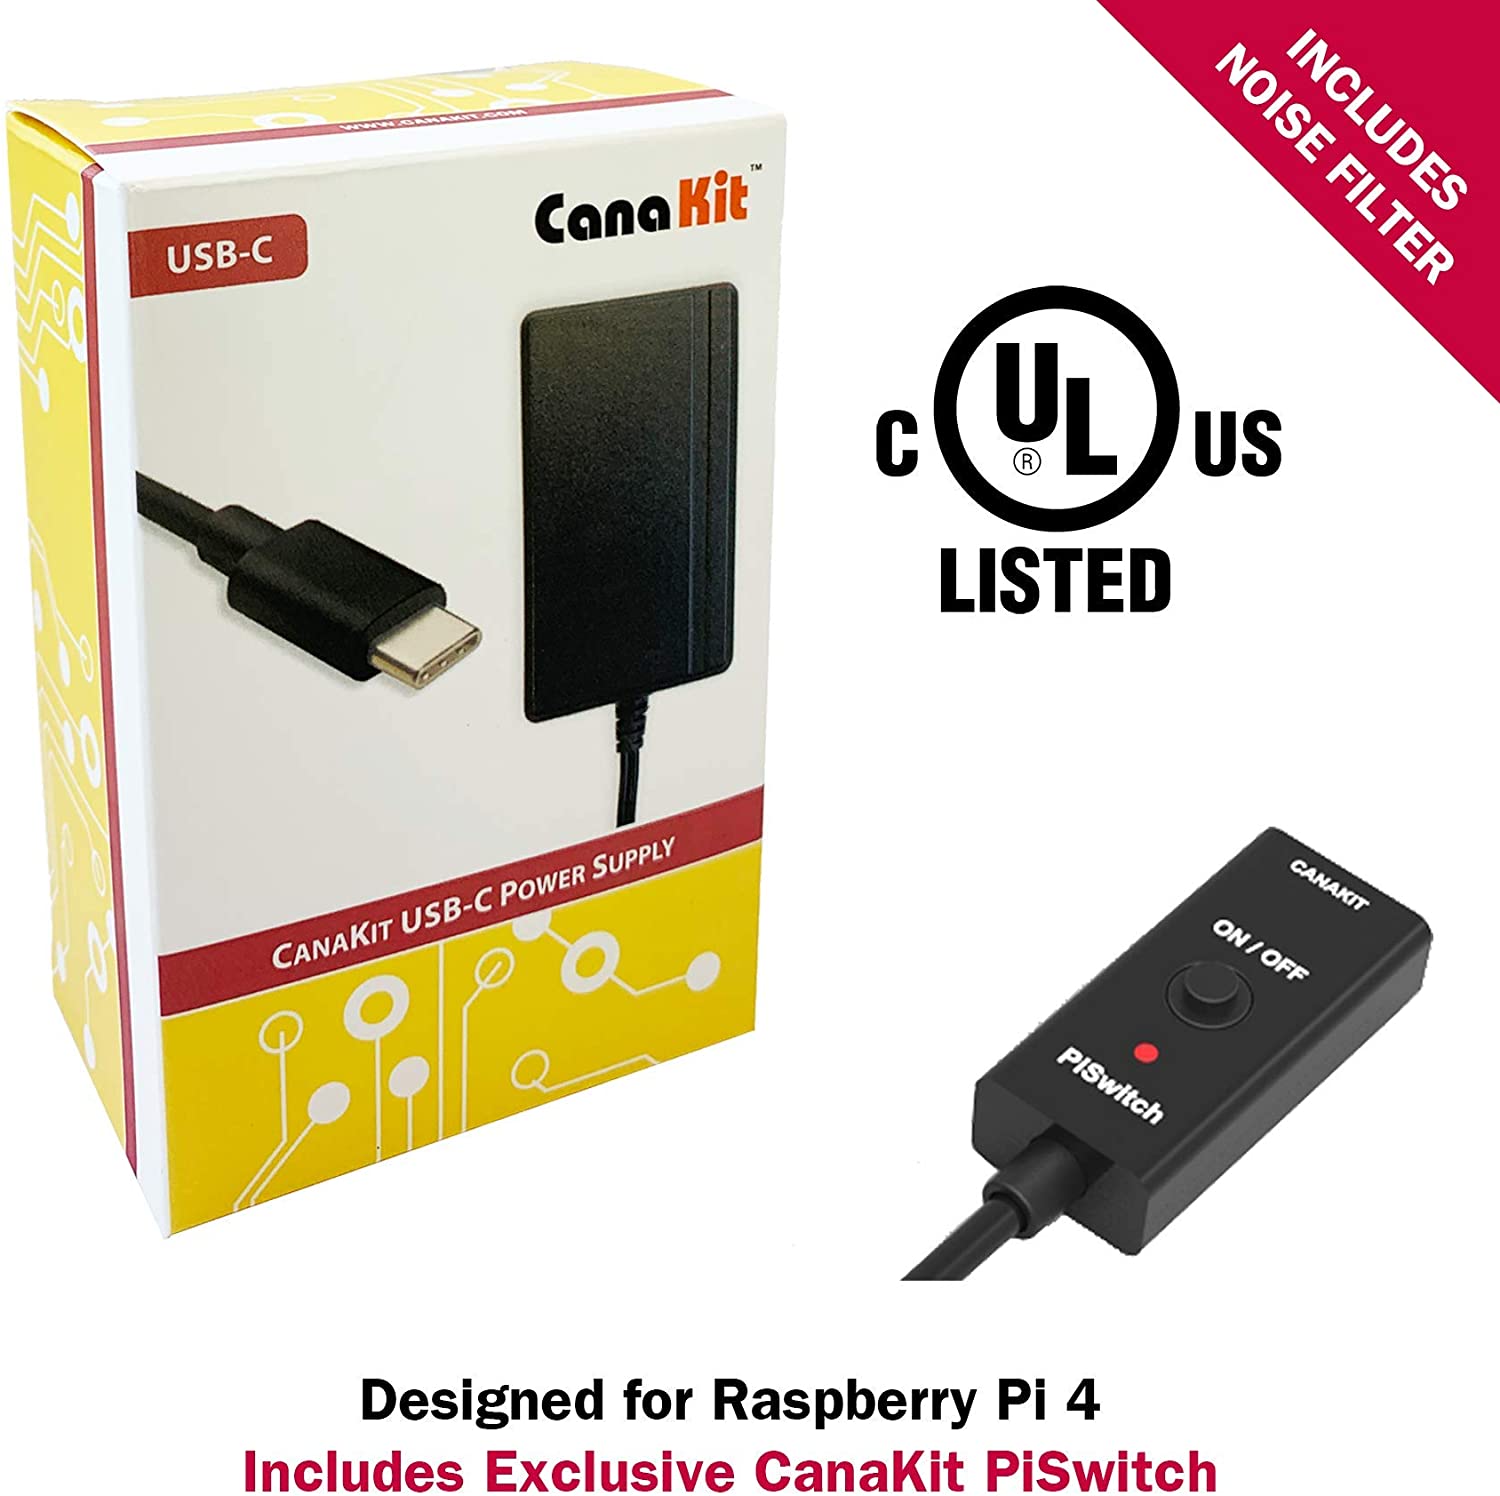 INCLUDES
NOISE FILTER
WWW.CANAKIT.COM
CanaKit™
USB-C
CANAKIT USB-C POWER SUPPLY
C UL® US
LISTED
CANAKIT
ON / OFF
PiSwitch
Designed for Raspberry Pi 4
Includes Exclusive CanaKit PiSwitch